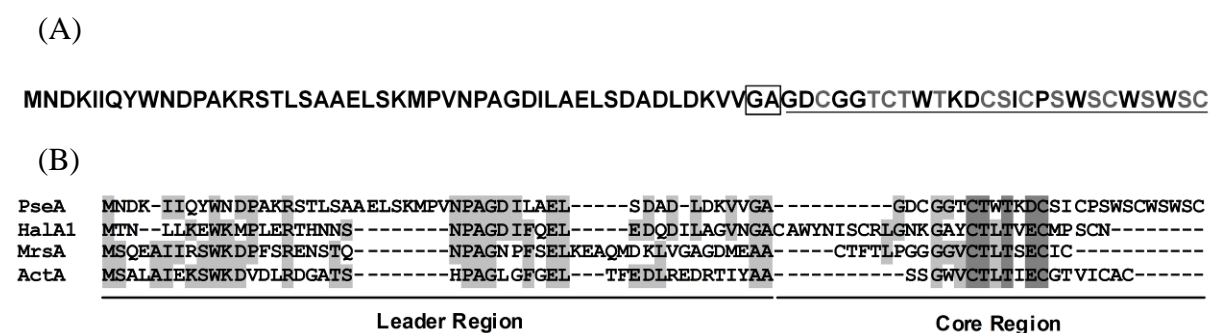 (A)
MNDKIIQYWNDPAKRSTLSAAELSKMPVNPAGDILAELSDADLDKVVGAGDCGGTCTWTKDCSICPSWSCWSWSC
(B)
PseA MNDK-IIQYWNDPAKRSTLSAAELSKMPVNPAGDILAEL-----SDAD-LDKVVGA----------GDCGGTCTWTKDCSICPSWSCWSWSC
HalA1 MTN--LLKEWKMPLERTHNNS---------NPAGDIFQEL-----EDQDILAGVNGACAWYNISCRLGNKGAYCTLTVECMPSCN-------
MrsA MSQEAIIRSWKDPFSRENSTQ---------NPAGNPFSELKEAQMDKLVGAGDMEAA-----CTFTLPGGGGVCTLTSECIC----------
ActA MSALAIEKSWKDVDLRDGATS---------HPAGLGFGEL---TFEDLREDRTIYAA-----------SSGWVCTLTIECGTVICAC------
Leader Region
Core Region